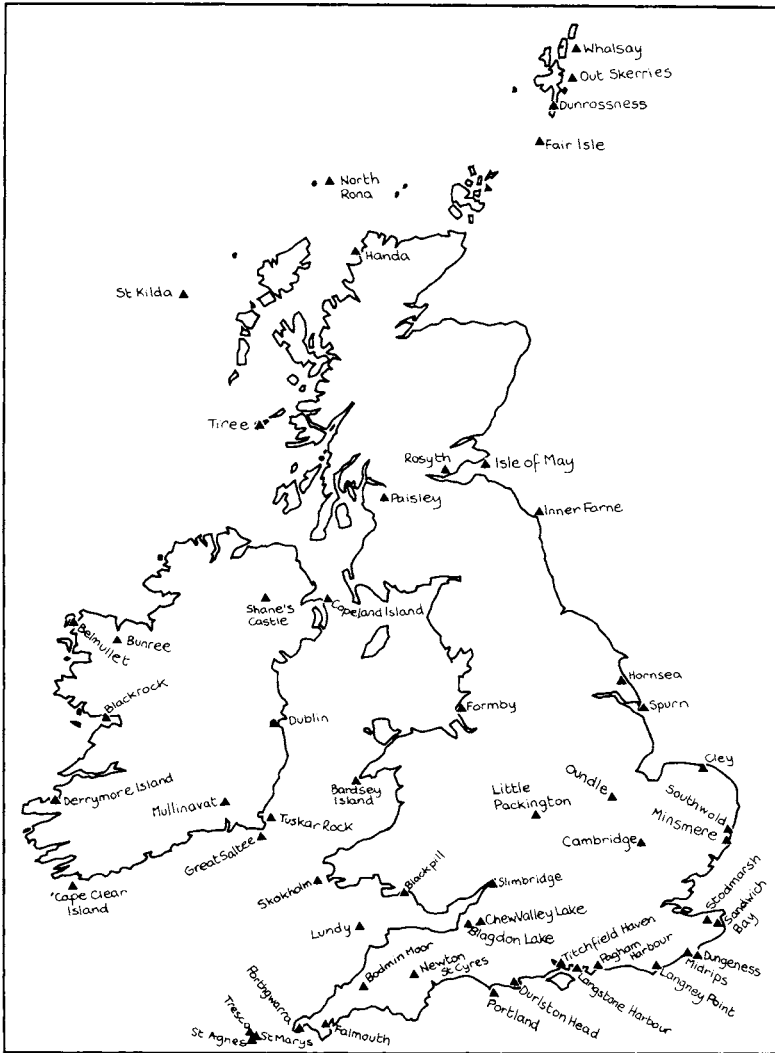 Whalsay
Out Skerries
Dunrossness
Fair Isle
North
Rona
Handa
St Kilda
Tiree
Rosyth
Isle of May
Paisley
Inner Farne
Shane's
Castle
Copeland Island
Belmullet
Bunree
Blackrock
Dublin
Hornsea
Spurn
Formby
Cley
Bardsey
Island
Little
Packington
Oundle
Southwold
Minsmere
Derrymore Island
Mullinavat
Tuskar Rock
Great Saltee
Cambridge
Cape Clear
Island
Skokholm
Blackpill
Slimbridge
Stodmarsh
Sandwich
Bay
Lundy
Chew Valley Lake
Blagdon Lake
Titchfield Haven
Pagham
Harbour
Dungeness
Midrips
Langney Point
Langstone Harbour
Bodmin Moor
Newton
St Cyres
Durlston Head
Portland
Porthgwarra
Falmouth
Tresco
St Marys
St Agnes